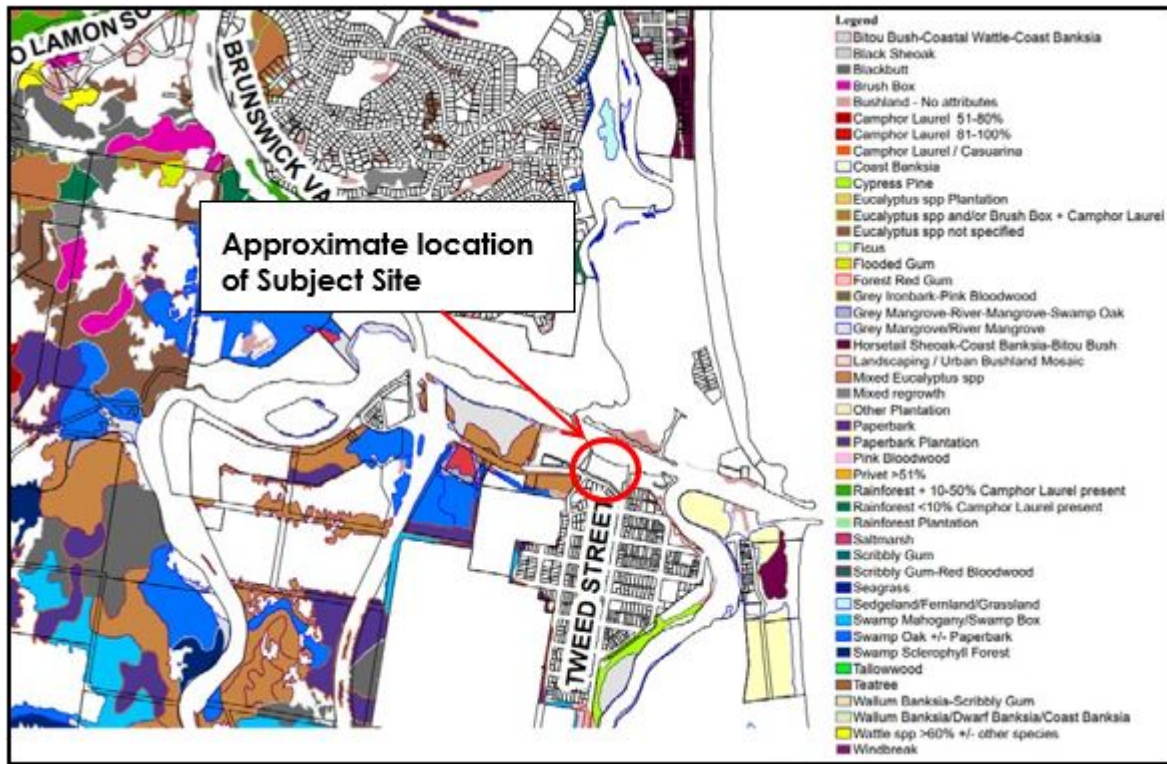 O LAMON SO
BRUNSWICK VA
Approximate location
of Subject Site
TWEED STREET
Legend
Bitou Bush-Coastal Wattle-Coast Banksia
Black Sheoak
Blackbutt
Brush Box
Bushland - No attributes
Camphor Laurel 51-80%
Camphor Laurel 81-100%
Camphor Laurel / Casuarina
Coast Banksia
Cypress Pine
Eucalyptus spp Plantation
Eucalyptus spp and/or Brush Box + Camphor Laurel
Eucalyptus spp not specified
Ficus
Flooded Gum
Forest Red Gum
Grey Ironbark-Pink Bloodwood
Grey Mangrove-River-Mangrove-Swamp Oak
Grey Mangrove/River Mangrove
Horsetail Sheoak-Coast Banksia-Bitou Bush
Landscaping / Urban Bushland Mosaic
Mixed Eucalyptus spp
Mixed regrowth
Other Plantation
Paperbark
Paperbark Plantation
Pink Bloodwood
Privet >51%
Rainforest + 10-50% Camphor Laurel present
Rainforest <10% Camphor Laurel present
Rainforest Plantation
Saltmarsh
Scribbly Gum
Scribbly Gum-Red Bloodwood
Seagrass
Sedgeland/Fernland/Grassland
Swamp Mahogany/Swamp Box
Swamp Oak +/- Paperbark
Swamp Sclerophyll Forest
Tallowwood
Teatree
Wallum Banksia-Scribbly Gum
Wallum Banksia/Dwarf Banksia/Coast Banksia
Wattle spp >60% +/- other species
Windbreak